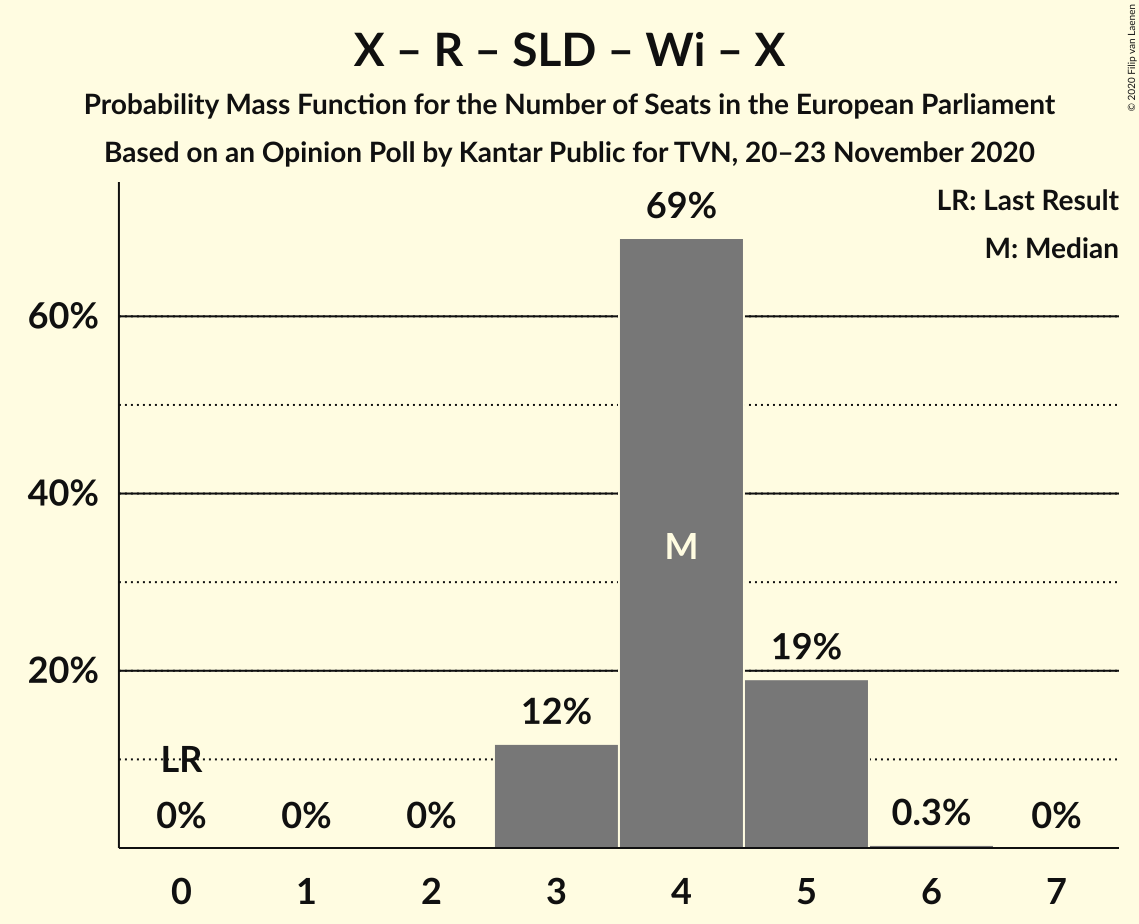 X – R – SLD – Wi – X
Probability Mass Function for the Number of Seats in the European Parliament
Based on an Opinion Poll by Kantar Public for TVN, 20–23 November 2020
© 2020 Filip van Laenen
LR: Last Result
M: Median
60%
40%
20%
69%
M
19%
12%
LR
0%
0%
0%
0.3%
0%
0 1 2 3 4 5 6 7